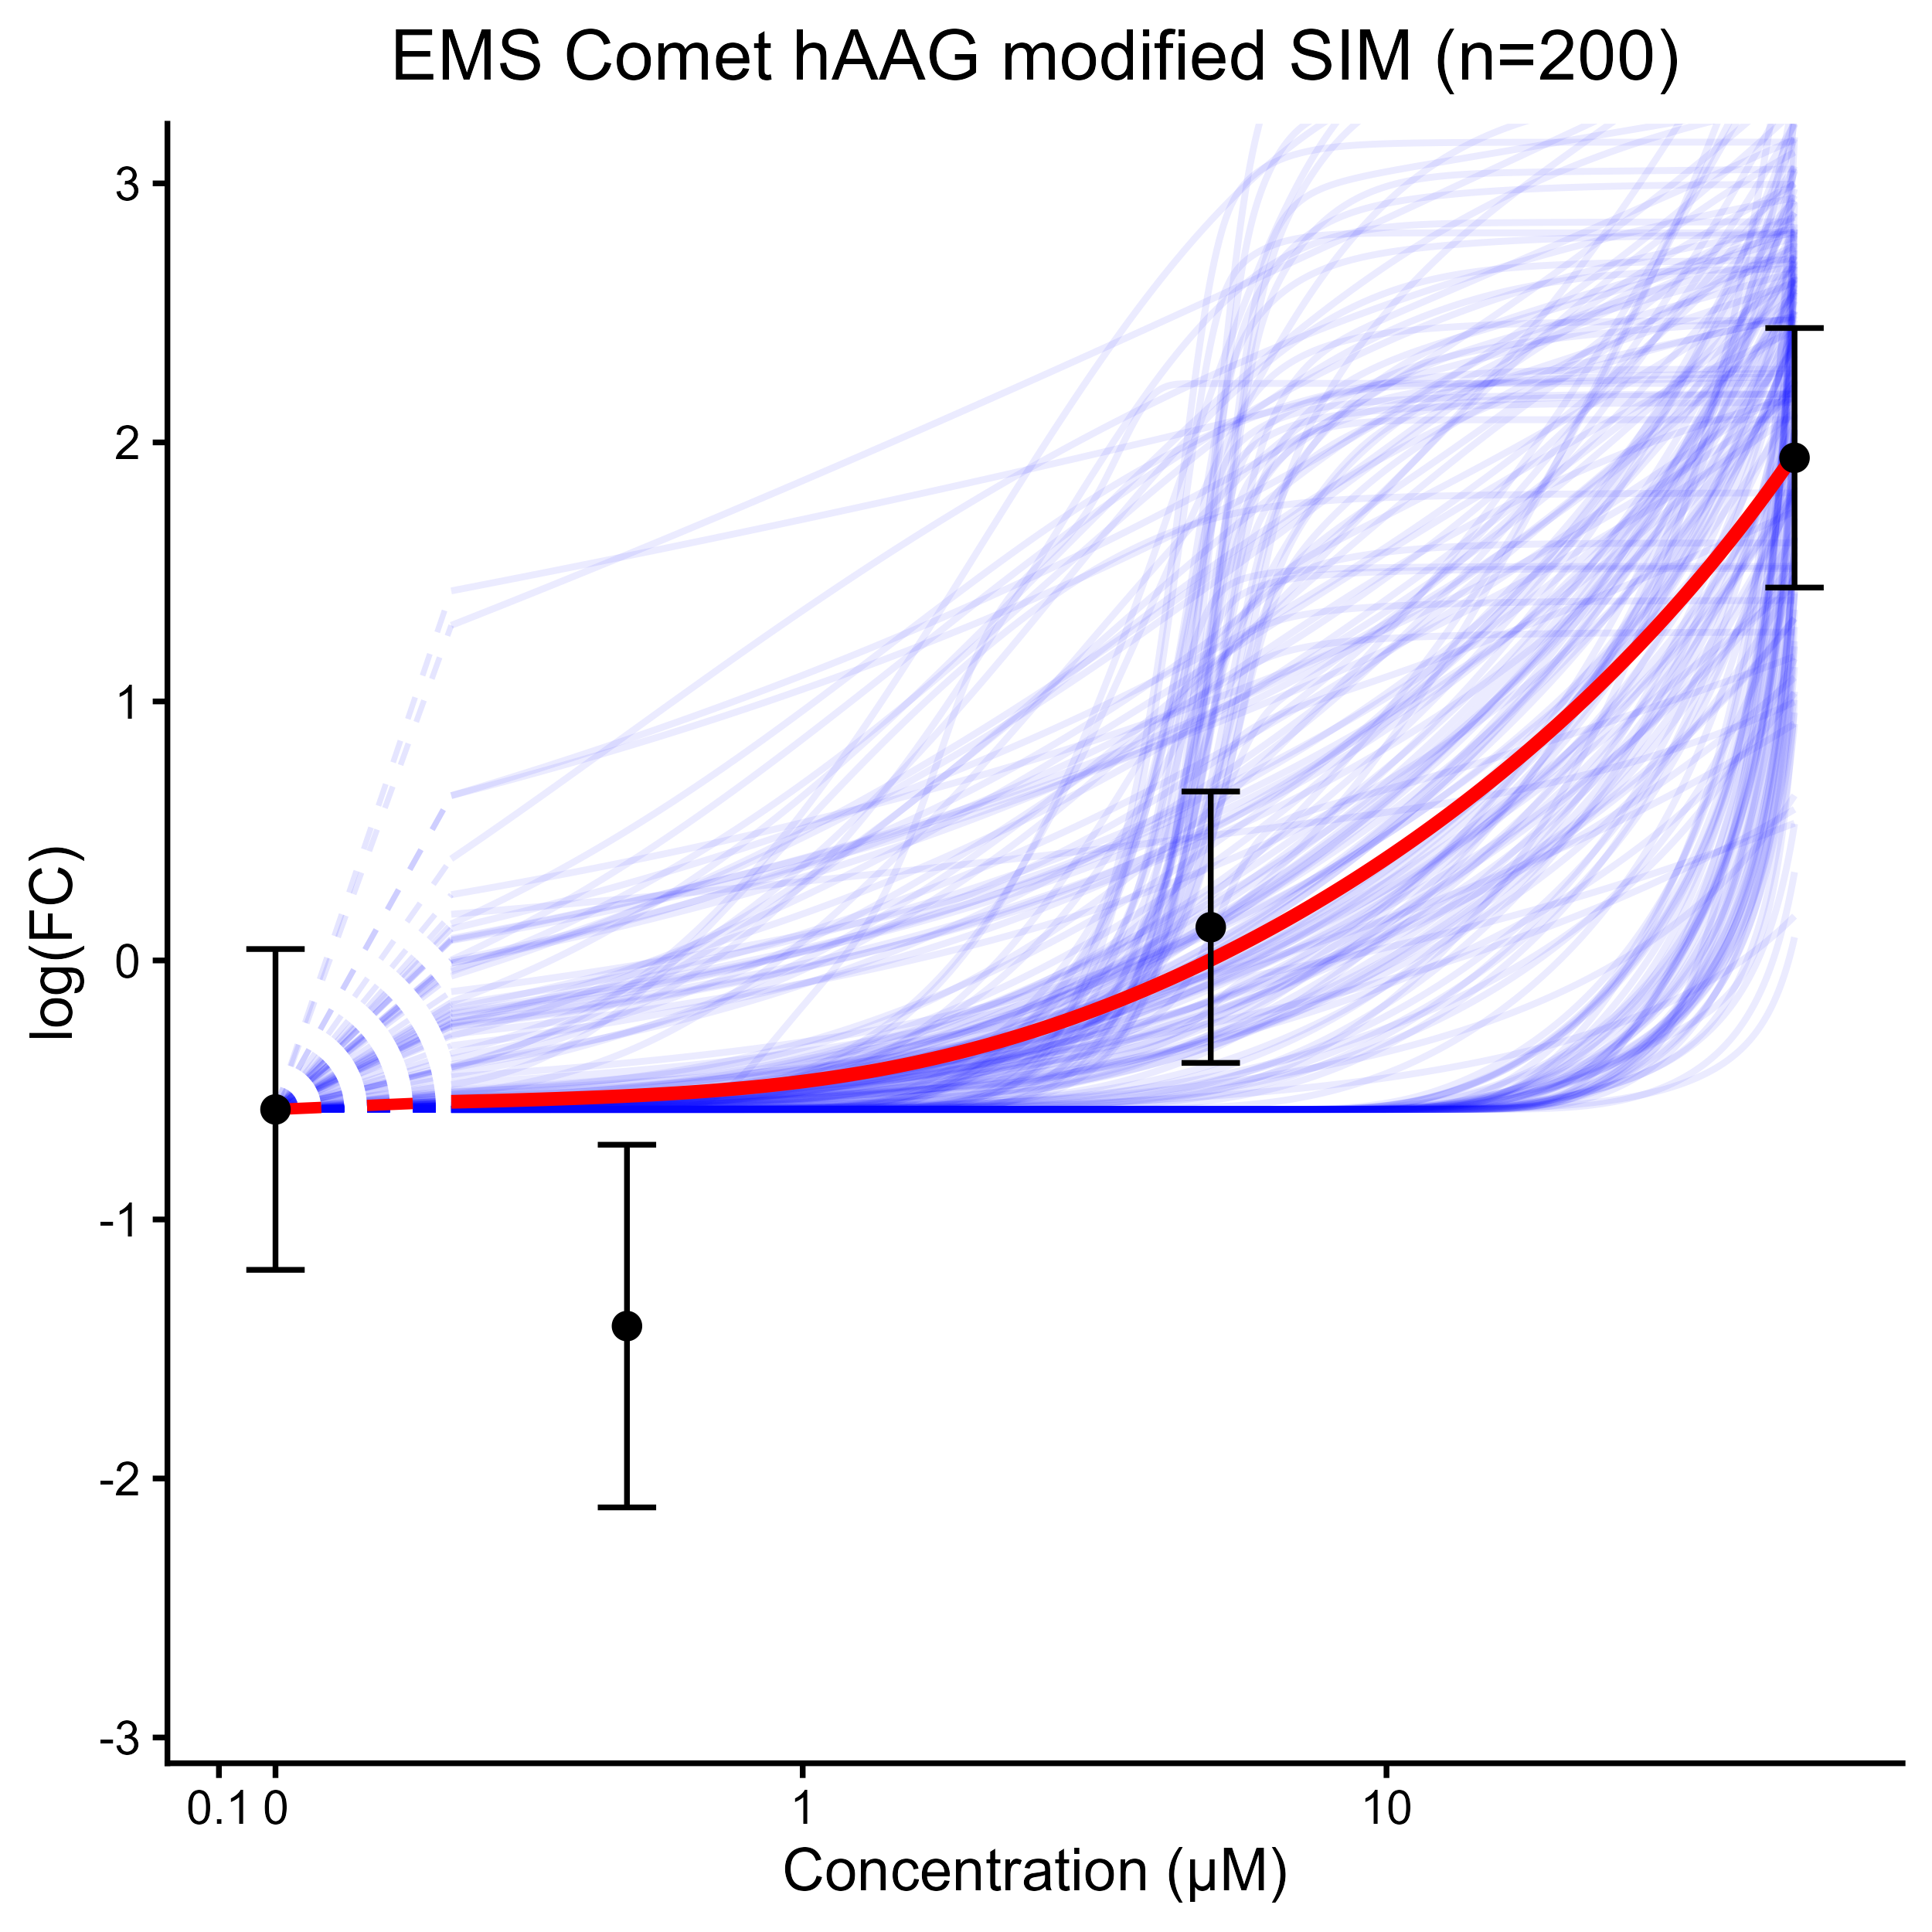 EMS Comet hAAG modified SIM (n=200)
log(FC)
3
2
1
0
-1
-2
-3
0.1 0 1 10
Concentration (µM)